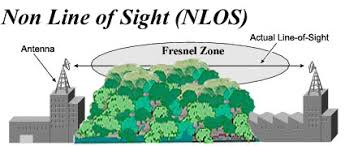 Non Line of Sight (NLOS)
Actual Line-of-Sight
Antenna
Fresnel Zone